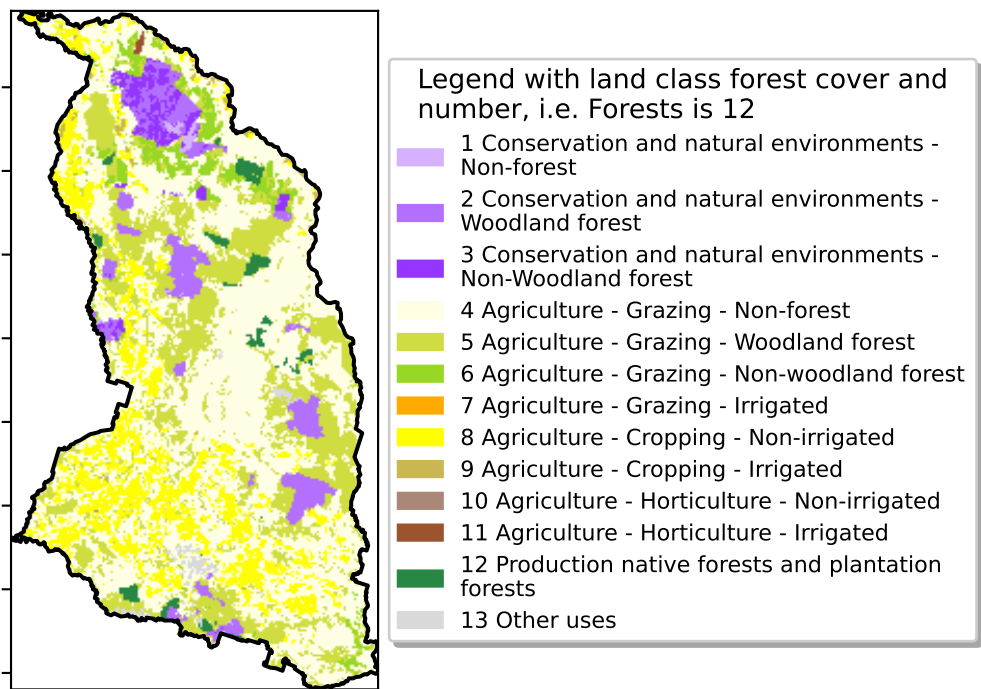 Legend with land class forest cover and
number, i.e. Forests is 12
1 Conservation and natural environments -
Non-forest
2 Conservation and natural environments -
Woodland forest
3 Conservation and natural environments -
Non-Woodland forest
4 Agriculture - Grazing - Non-forest
5 Agriculture - Grazing - Woodland forest
6 Agriculture - Grazing - Non-woodland forest
7 Agriculture - Grazing - Irrigated
8 Agriculture - Cropping - Non-irrigated
9 Agriculture - Cropping - Irrigated
10 Agriculture - Horticulture - Non-irrigated
11 Agriculture - Horticulture - Irrigated
12 Production native forests and plantation
forests
13 Other uses